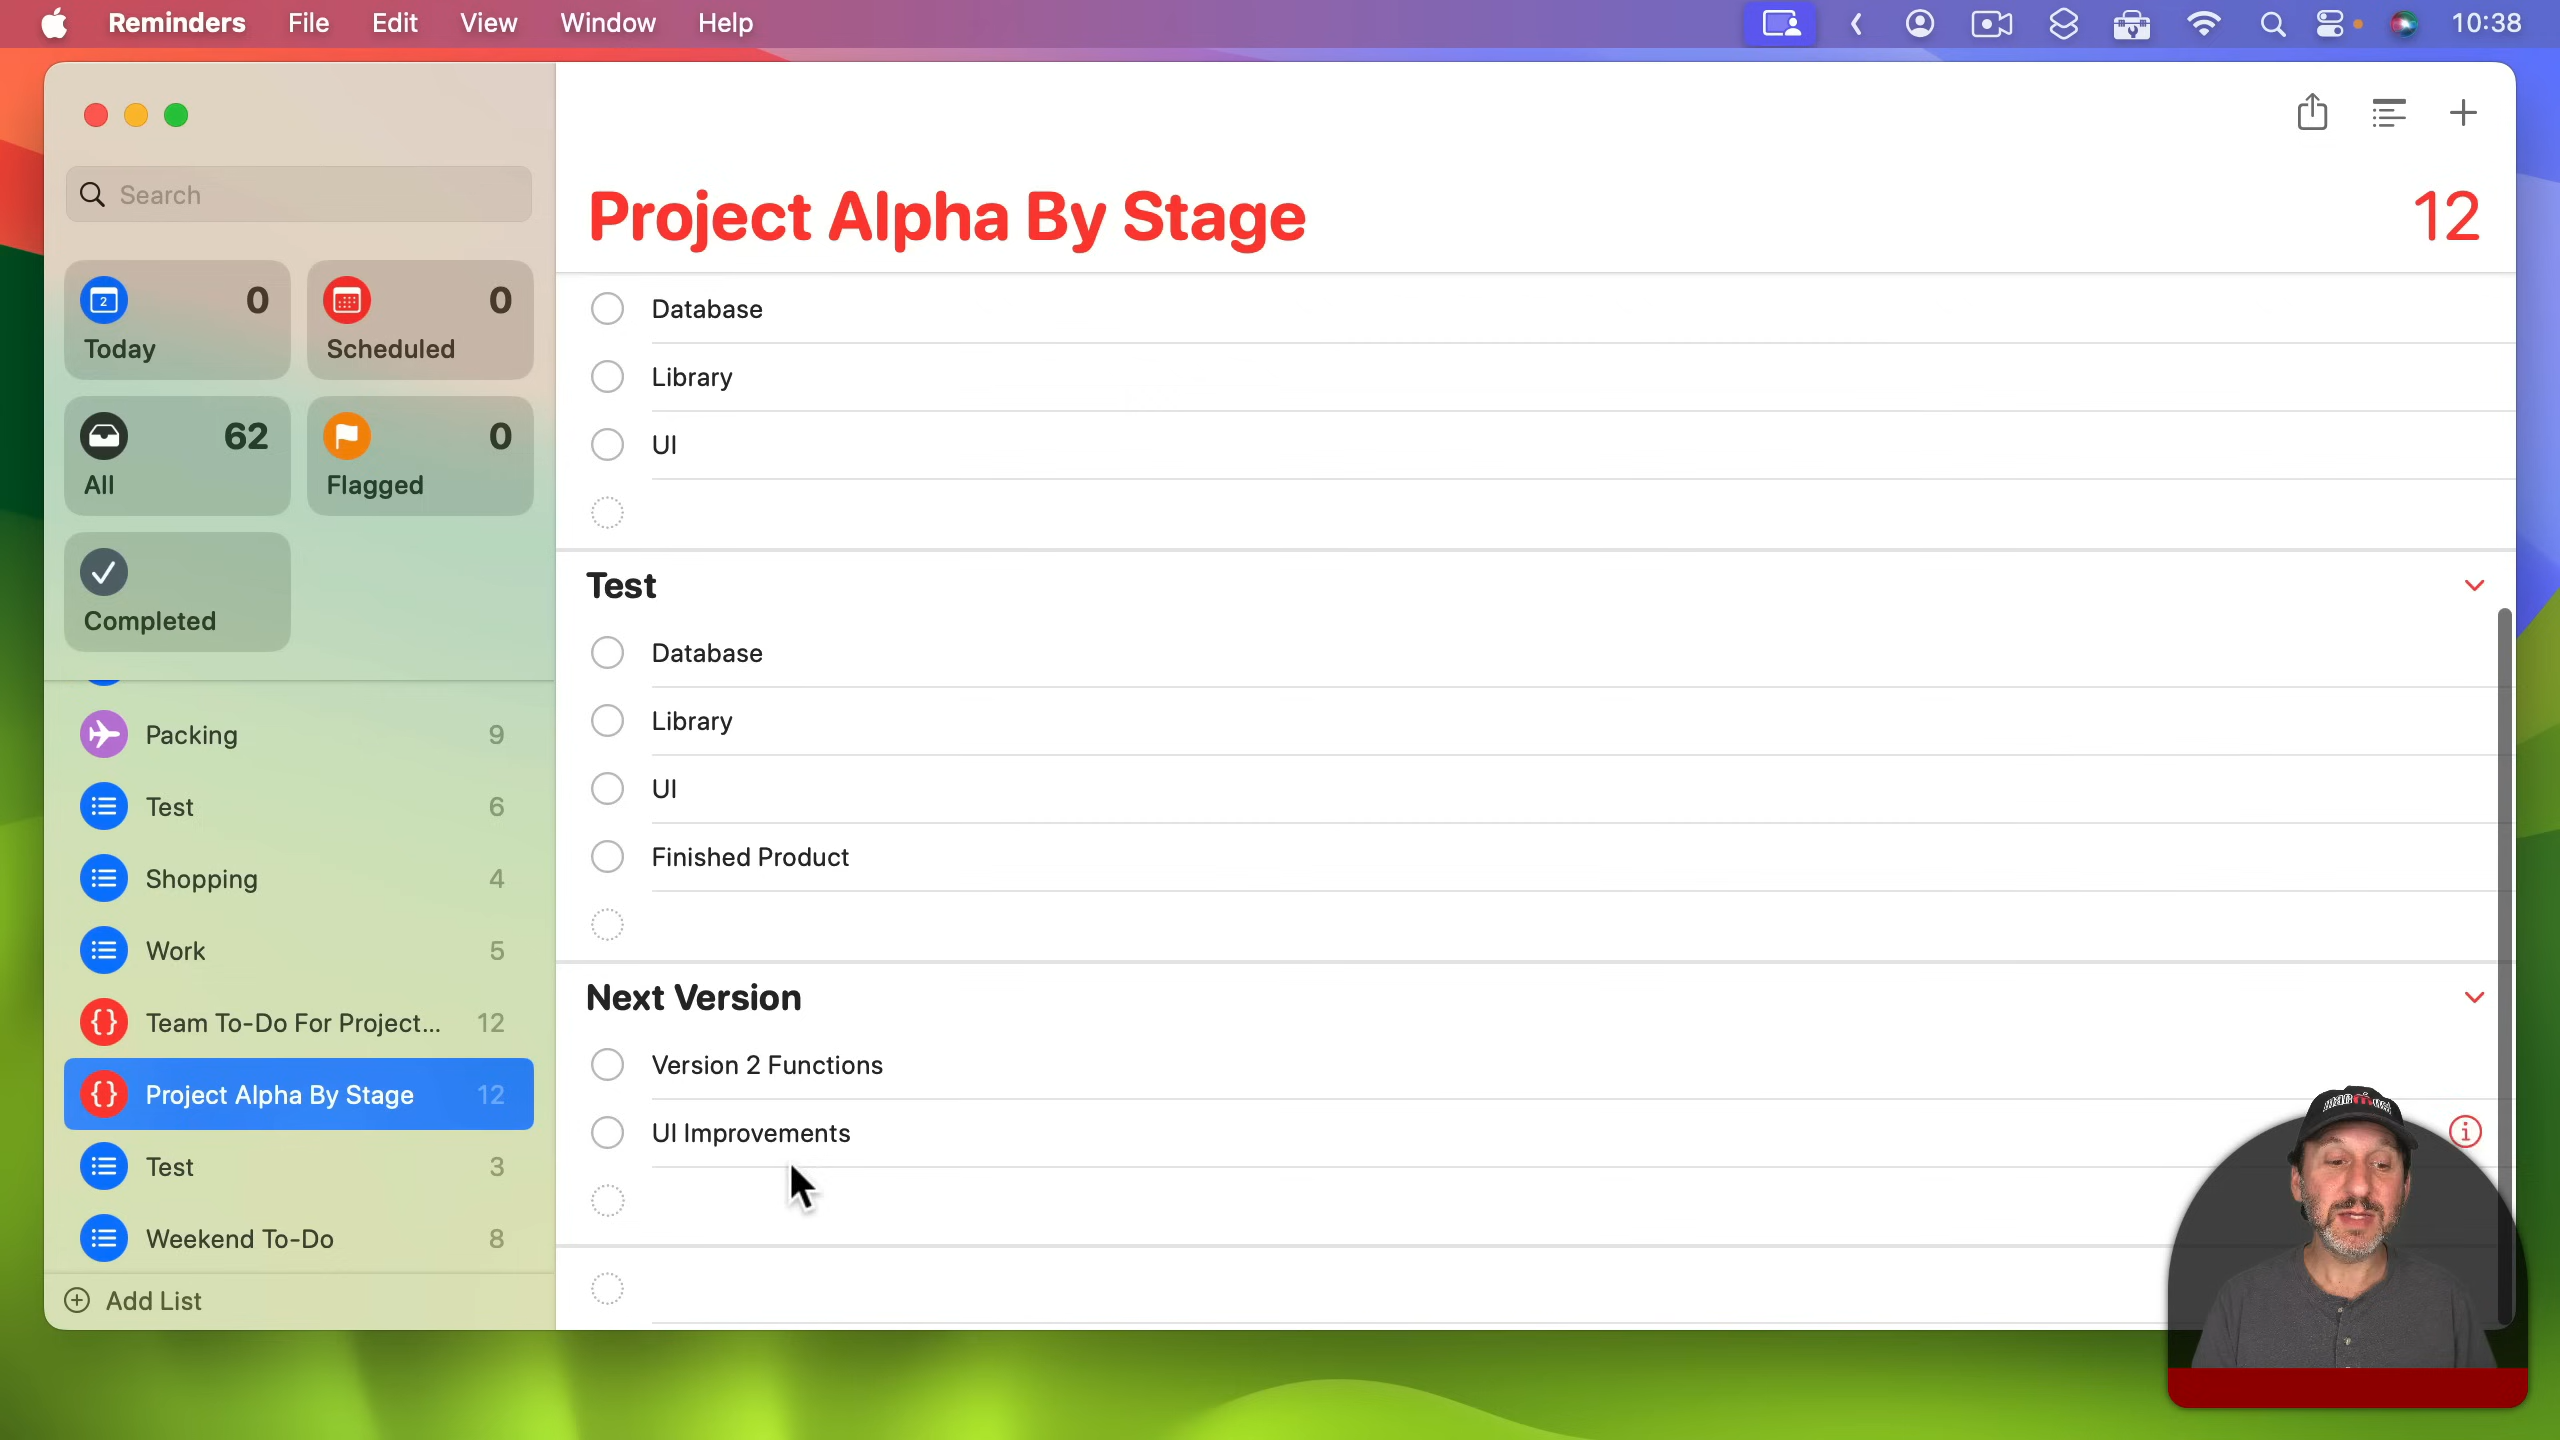 Reminders File Edit View Window Help 10:38
Search
2 0 Today
0 Scheduled
62 All
0 Flagged
Completed
Packing 9
Test 6
Shopping 4
Work 5
{} Team To-Do For Project... 12
{} Project Alpha By Stage 12
Test 3
Weekend To-Do 8
Add List
Project Alpha By Stage 12
Database
Library
UI
Test
Database
Library
UI
Finished Product
Next Version
Version 2 Functions
UI Improvements